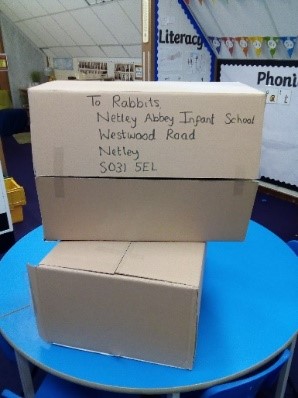 Literacy
Phoni
To Rabbits
Netley Abbey Infant School
Westwood Road
Netley
SO31 5EL